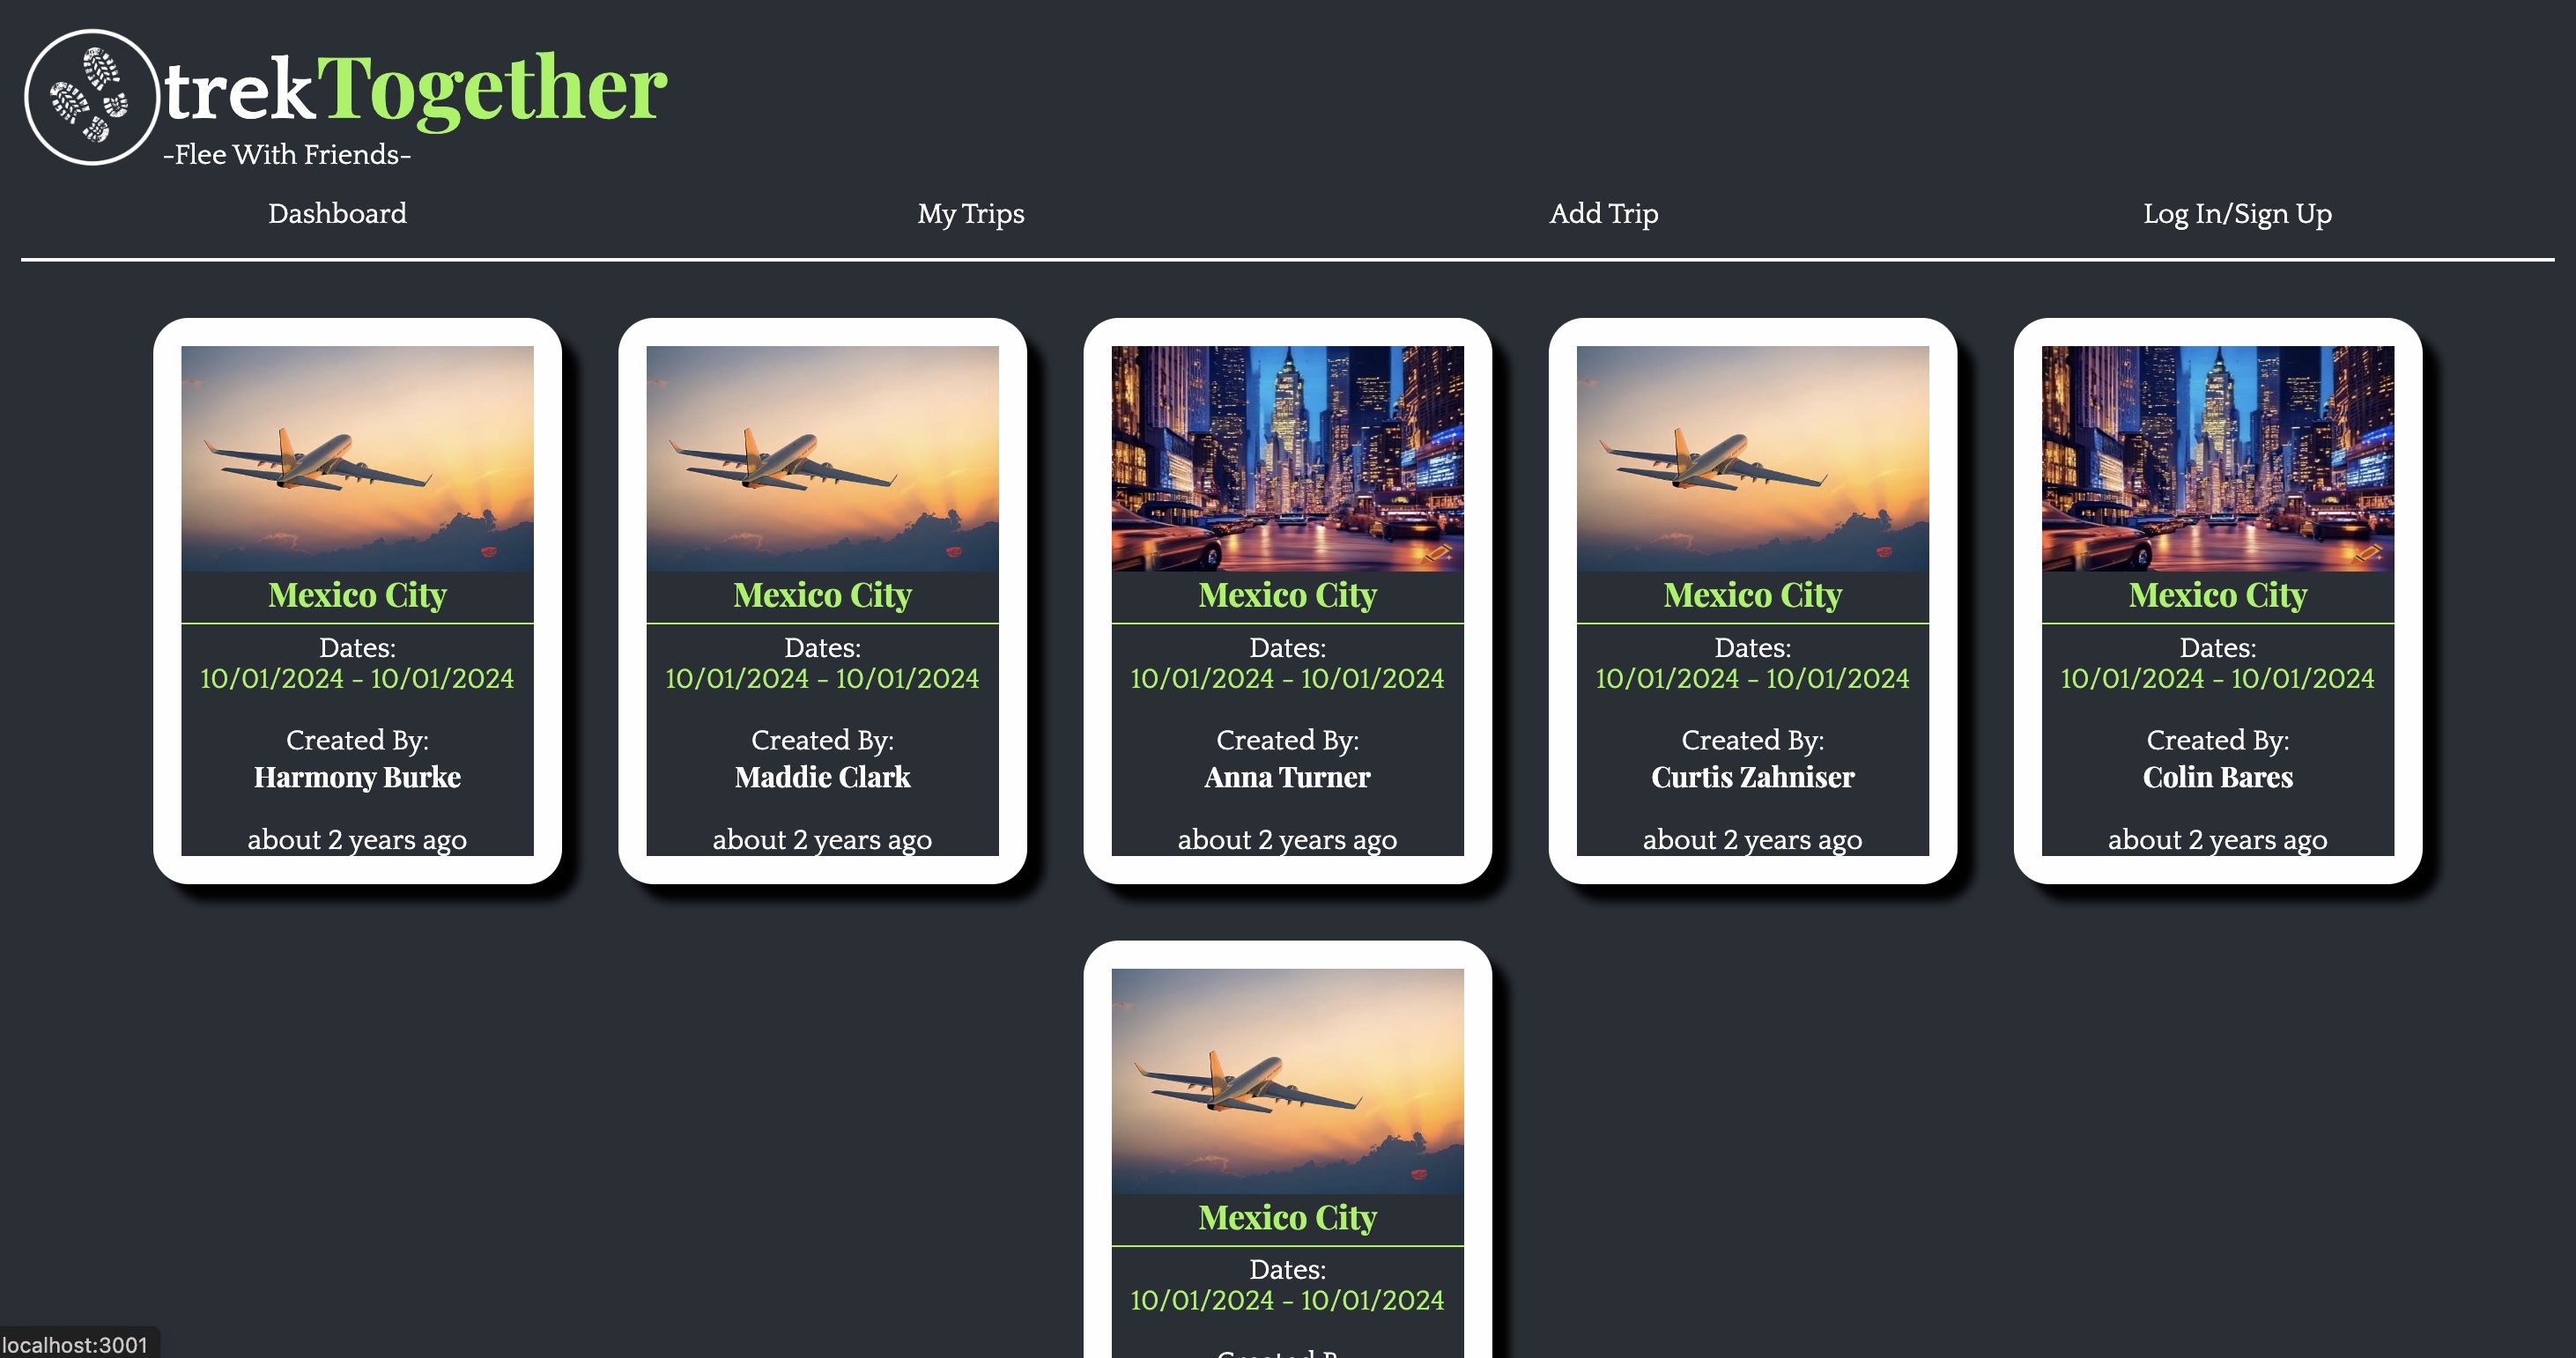 trekTogether
-Flee With Friends-
Dashboard My Trips Add Trip Log In/Sign Up
Mexico City
Dates:
10/01/2024 - 10/01/2024
Created By:
Harmony Burke
about 2 years ago
Mexico City
Dates:
10/01/2024 - 10/01/2024
Created By:
Maddie Clark
about 2 years ago
Mexico City
Dates:
10/01/2024 - 10/01/2024
Created By:
Anna Turner
about 2 years ago
Mexico City
Dates:
10/01/2024 - 10/01/2024
Created By:
Curtis Zahniser
about 2 years ago
Mexico City
Dates:
10/01/2024 - 10/01/2024
Created By:
Colin Bares
about 2 years ago
Mexico City
Dates:
10/01/2024 - 10/01/2024
localhost:3001